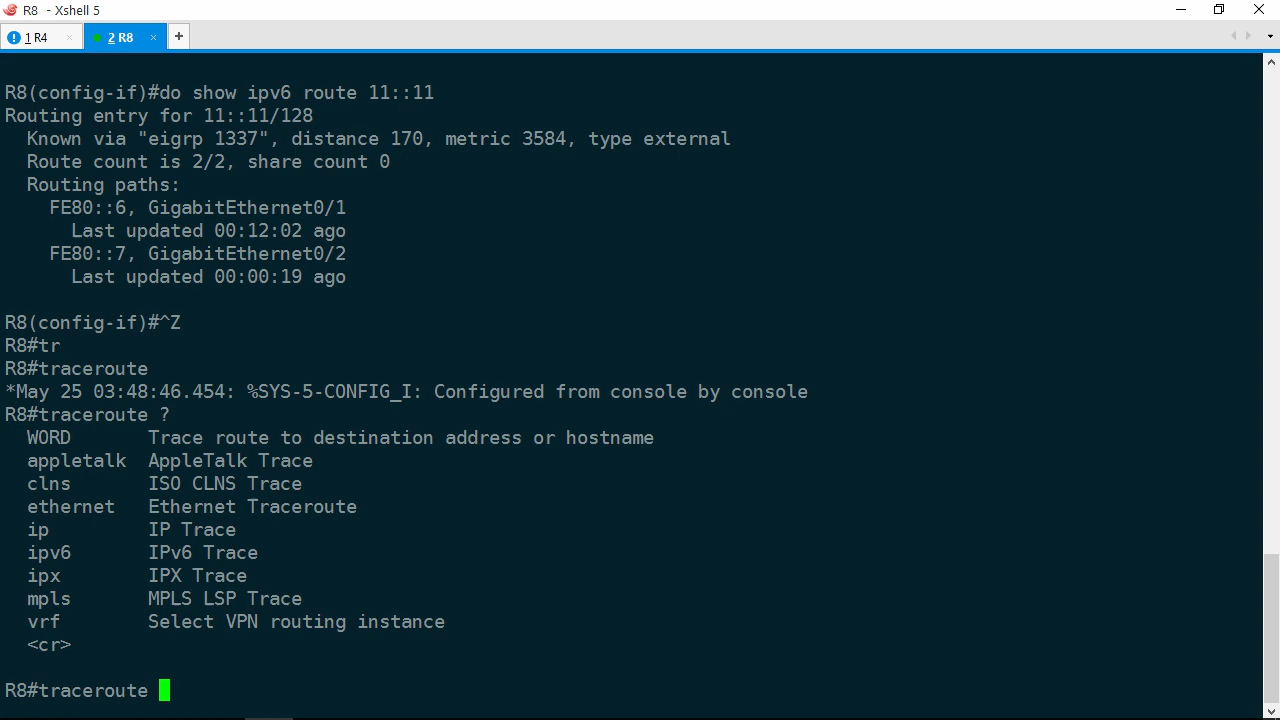 R8 - Xshell 5
1 R4
2 R8
R8(config-if)#do show ipv6 route 11::11
Routing entry for 11::11/128
Known via "eigrp 1337", distance 170, metric 3584, type external
Route count is 2/2, share count 0
Routing paths:
FE80::6, GigabitEthernet0/1
Last updated 00:12:02 ago
FE80::7, GigabitEthernet0/2
Last updated 00:00:19 ago
R8(config-if)#^Z
R8#tr
R8#traceroute
*May 25 03:48:46.454: %SYS-5-CONFIG_I: Configured from console by console
R8#traceroute ?
WORD Trace route to destination address or hostname
appletalk AppleTalk Trace
clns ISO CLNS Trace
ethernet Ethernet Traceroute
ip IP Trace
ipv6 IPv6 Trace
ipx IPX Trace
mpls MPLS LSP Trace
vrf Select VPN routing instance
<cr>
R8#traceroute